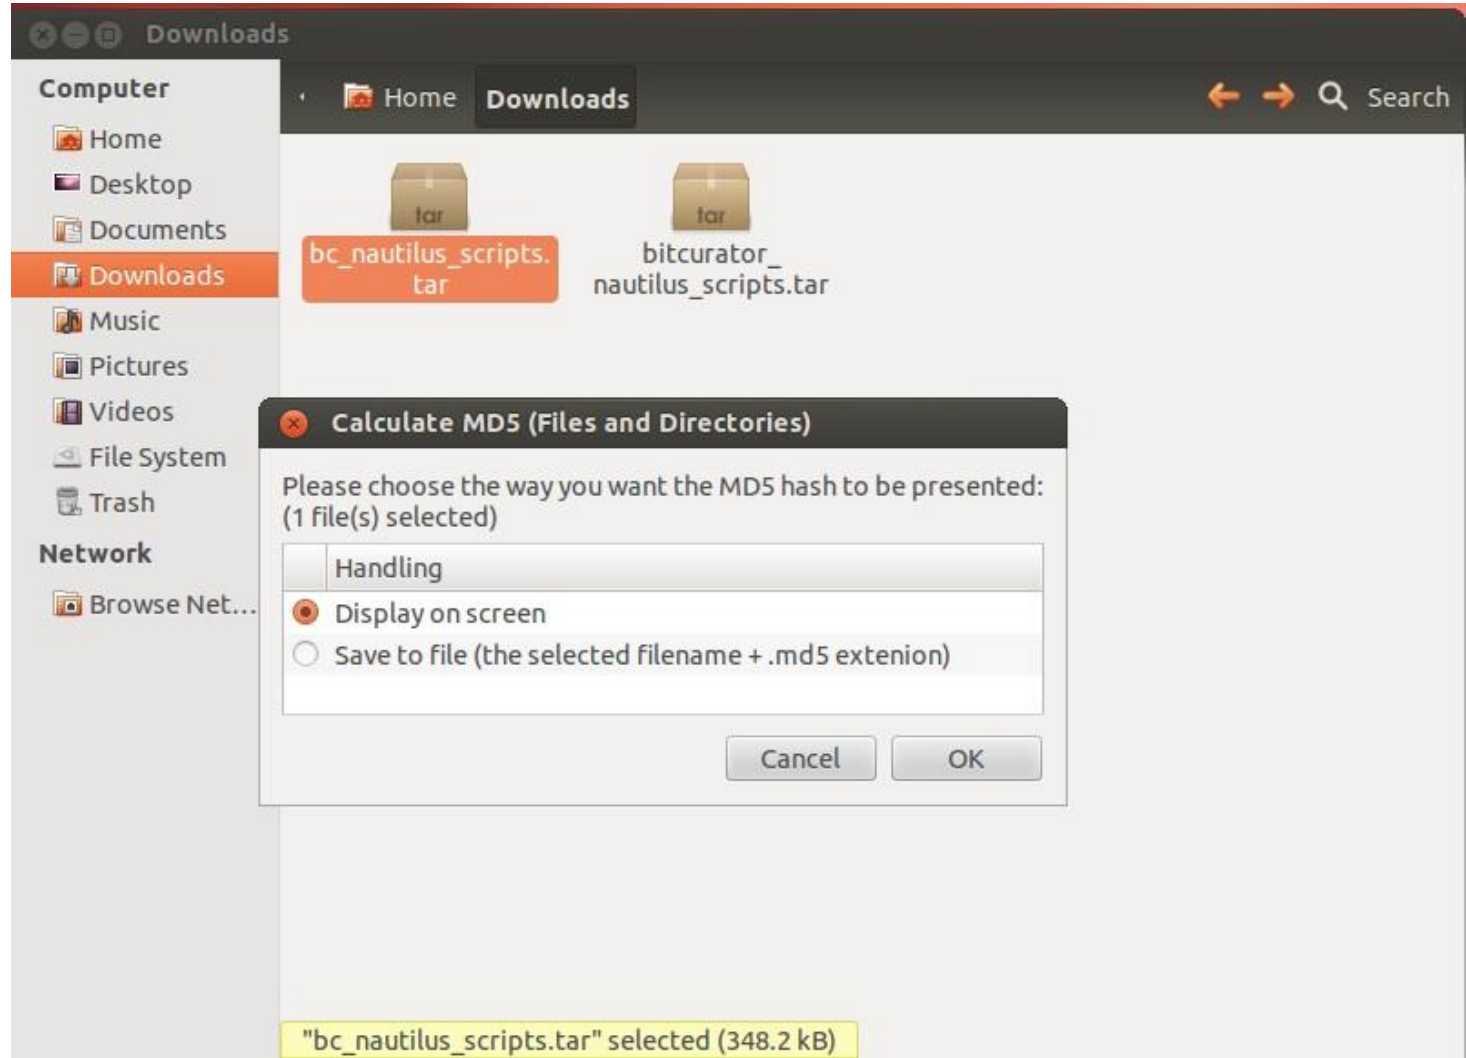 Downloads
Computer
Home
Desktop
Documents
Downloads
Music
Pictures
Videos
File System
Trash
Network
Browse Net...
Home Downloads Search
tar
bc_nautilus_scripts.
tar
tar
bitcurator_
nautilus_scripts.tar
Calculate MD5 (Files and Directories)
Please choose the way you want the MD5 hash to be presented:
(1 file(s) selected)
Handling
Display on screen
Save to file (the selected filename + .md5 extenion)
Cancel OK
"bc_nautilus_scripts.tar" selected (348.2 kB)